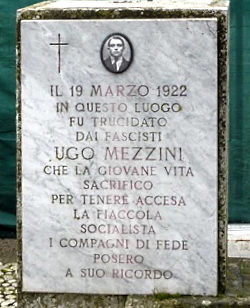 IL 19 MARZO 1922
IN QUESTO LUOGO
FU TRUCIDATO
DAI FASCISTI
UGO MEZZINI
CHE LA GIOVANE VITA
SACRIFICO
PER TENERE ACCESA
LA FIACCOLA
SOCIALISTA
I COMPAGNI DI FEDE
POSERO
A SUO RICORDO